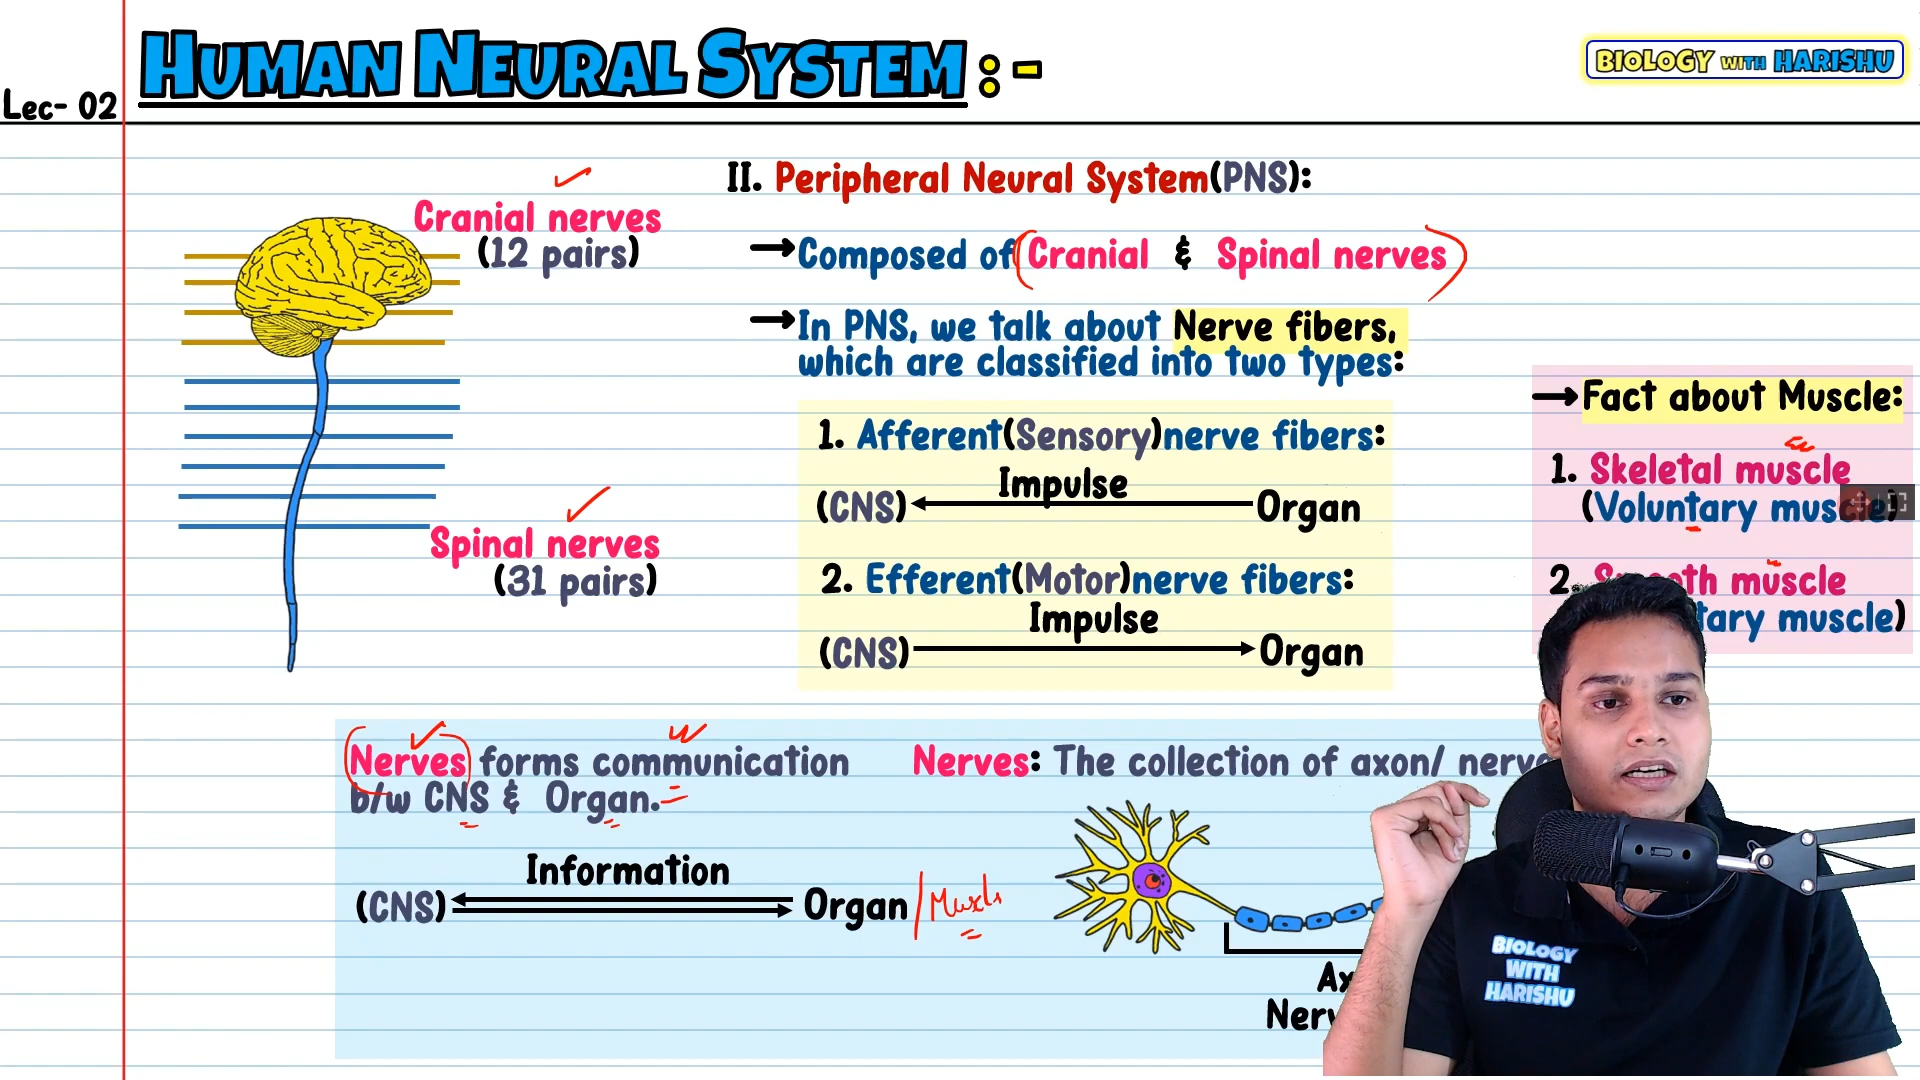 HUMAN NEURAL SYSTEM :-
BIOLOGY WITH HARISHU
Lec- 02
Cranial nerves
(12 pairs)
Spinal nerves
(31 pairs)
II. Peripheral Neural System(PNS):
→Composed of Cranial & Spinal nerves
→In PNS, we talk about Nerve fibers,
which are classified into two types:
1. Afferent(Sensory)nerve fibers:
Impulse
(CNS) Organ
2. Efferent(Motor)nerve fibers:
Impulse
(CNS) Organ
→Fact about Muscle:
1. Skeletal muscle
(Voluntary muscle)
2. muscle
muscle)
Nerves forms communication
b/w CNS & Organ.
Information
(CNS) Organ
Nerves: The collection of axon/
BIOLOGY
WITH
HARISHU